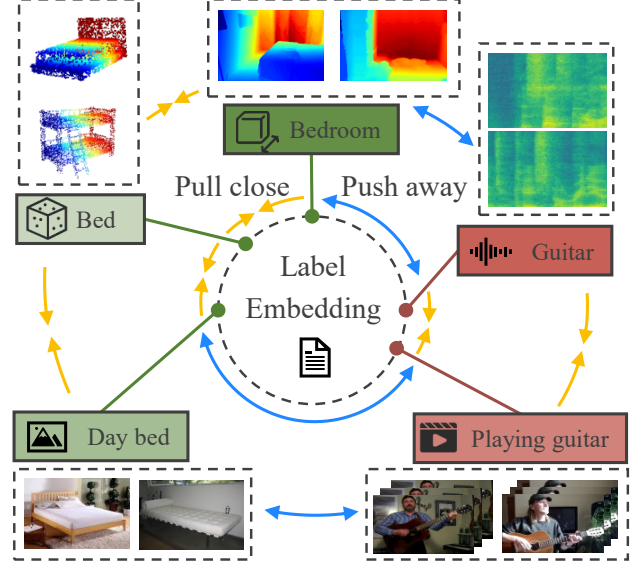 Bedroom
Pull close
Push away
Bed
Guitar
Label
Embedding
Day bed
Playing guitar